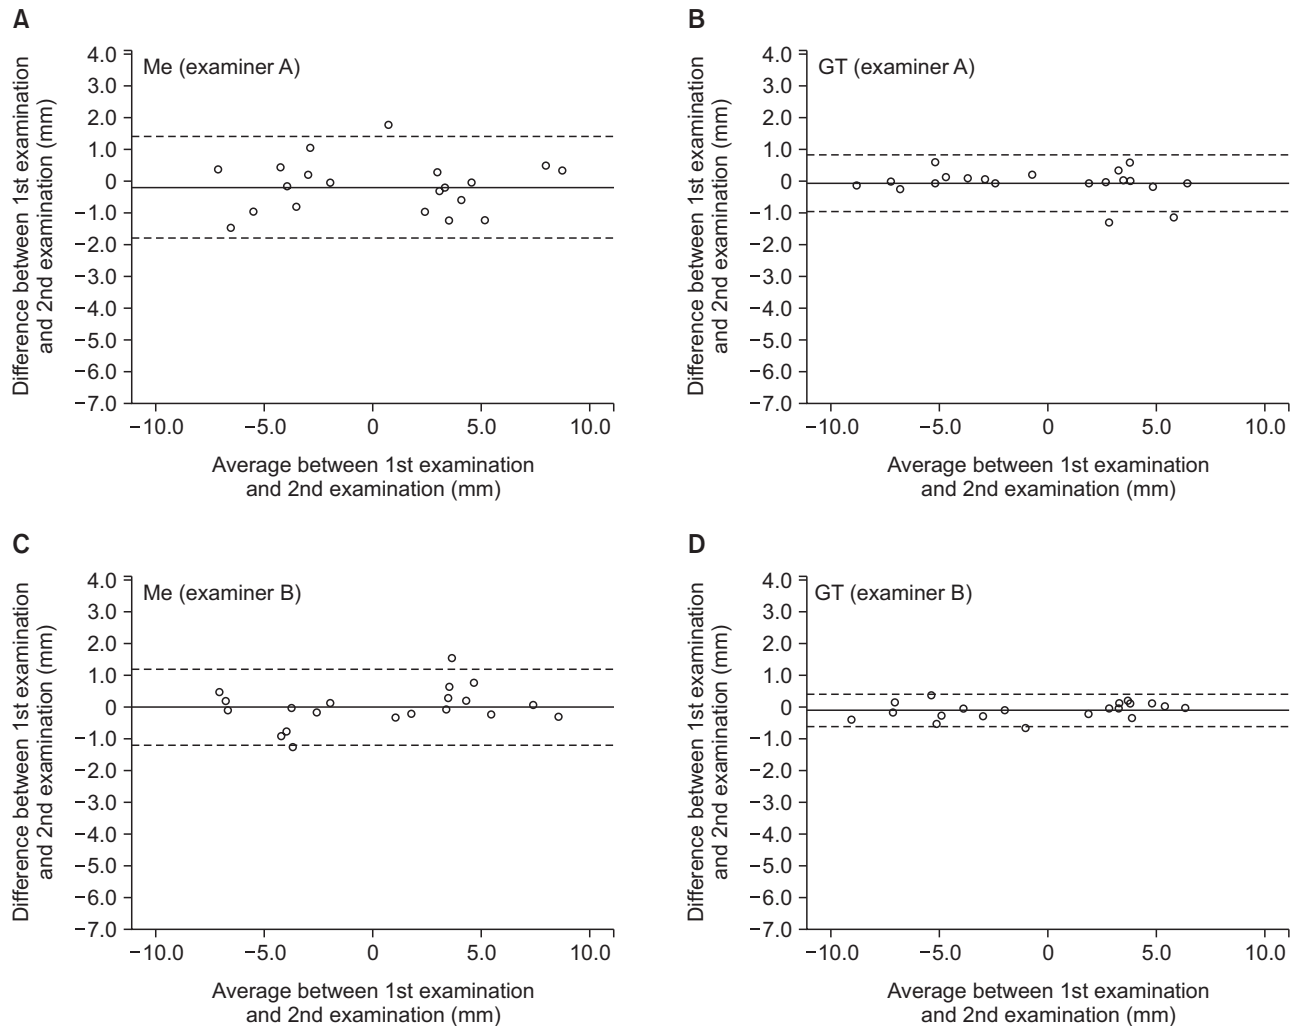 A
Me (examiner A)
Difference between 1st examination
and 2nd examination (mm)
4.0
3.0
2.0
1.0
0
−1.0
−2.0
−3.0
−4.0
−5.0
−6.0
−7.0
−10.0 −5.0 0 5.0 10.0
Average between 1st examination
and 2nd examination (mm)
B
GT (examiner A)
Difference between 1st examination
and 2nd examination (mm)
4.0
3.0
2.0
1.0
0
−1.0
−2.0
−3.0
−4.0
−5.0
−6.0
−7.0
−10.0 −5.0 0 5.0 10.0
Average between 1st examination
and 2nd examination (mm)
C
Me (examiner B)
Difference between 1st examination
and 2nd examination (mm)
4.0
3.0
2.0
1.0
0
−1.0
−2.0
−3.0
−4.0
−5.0
−6.0
−7.0
−10.0 −5.0 0 5.0 10.0
Average between 1st examination
and 2nd examination (mm)
D
GT (examiner B)
Difference between 1st examination
and 2nd examination (mm)
4.0
3.0
2.0
1.0
0
−1.0
−2.0
−3.0
−4.0
−5.0
−6.0
−7.0
−10.0 −5.0 0 5.0 10.0
Average between 1st examination
and 2nd examination (mm)